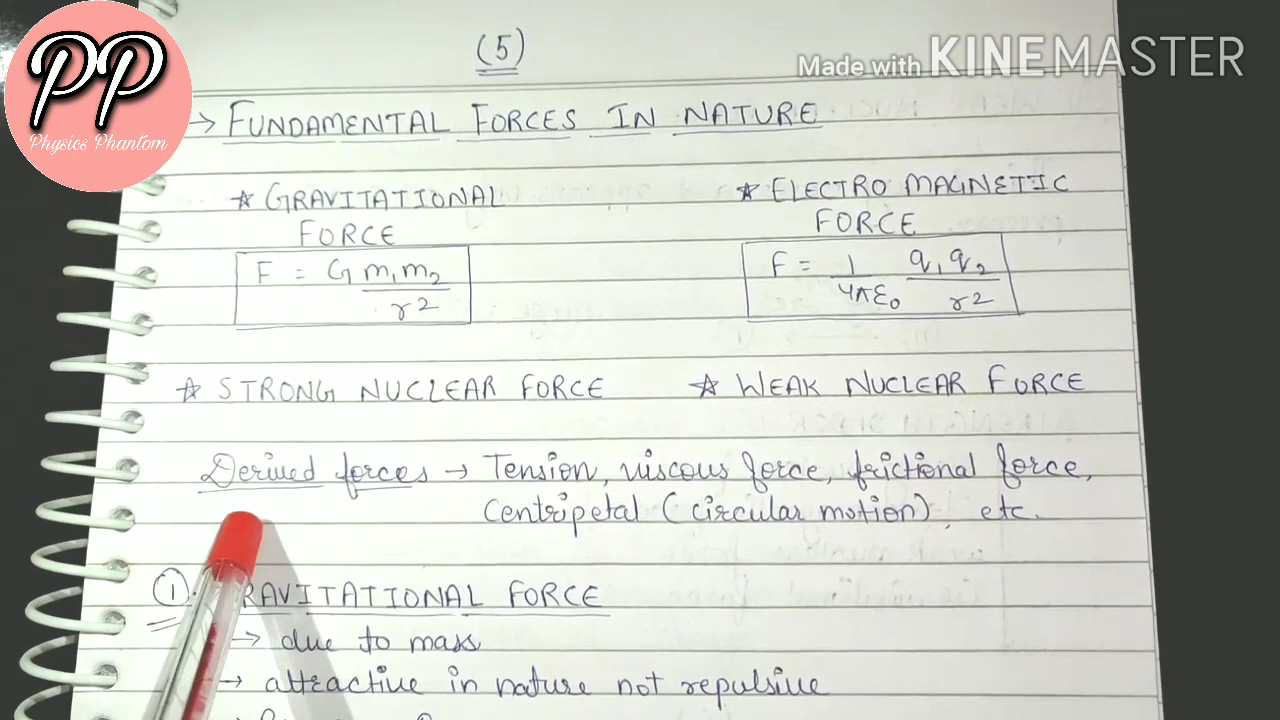 PP
Physics Phantom
Made with KINEMASTER
(5)
→ FUNDAMENTAL FORCES IN NATURE
☆ GRAVITATIONAL FORCE
F = G m₁m₂ / r²
☆ ELECTRO MAGNETIC FORCE
F = 1 / 4πε₀ q₁q₂ / r²
☆ STRONG NUCLEAR FORCE ☆ WEAK NUCLEAR FORCE
Derived forces → Tension, viscous force, frictional force,
Centripetal (circular motion), etc.
① RAVITATIONAL FORCE
→ due to mass
→ attractive in nature not repulsive